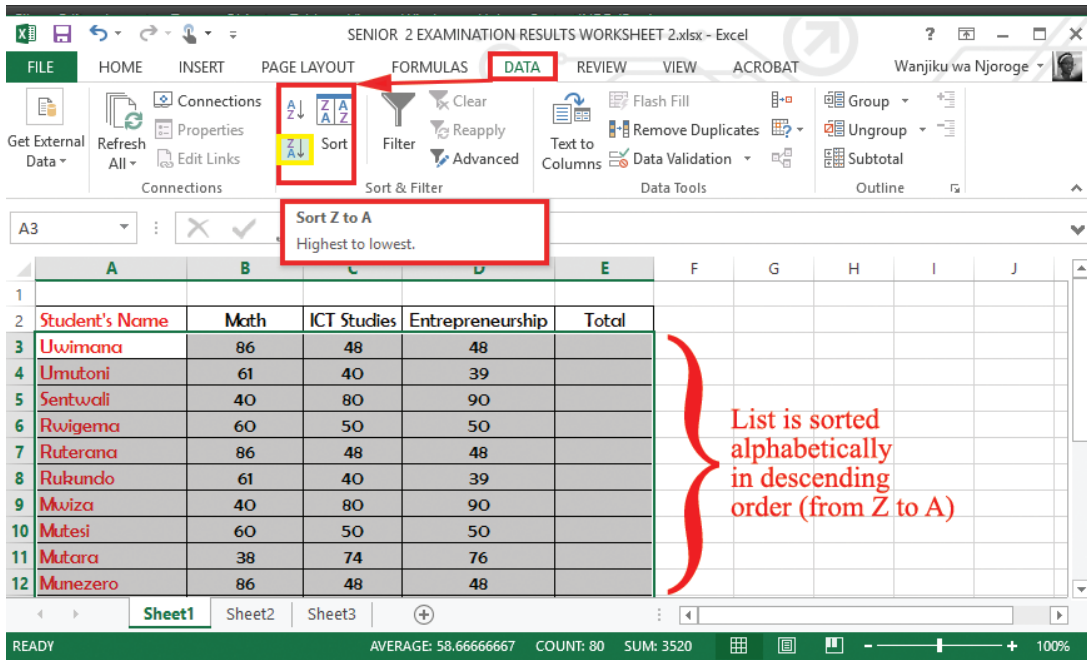 SENIOR 2 EXAMINATION RESULTS WORKSHEET 2.xlsx - Excel
FILE HOME INSERT PAGE LAYOUT FORMULAS DATA REVIEW VIEW ACROBAT Wanjiku wa Njoroge
Connections Clear Flash Fill Group
Properties Reapply Remove Duplicates Ungroup
Edit Links Advanced Data Validation Subtotal
Get External Data
Refresh All
Sort
Filter
Text to Columns
Connections Sort & Filter Data Tools Outline
A3
Sort Z to A
Highest to lowest.
A B C D E F G H I J
1
2 Student's Name Math ICT Studies Entrepreneurship Total
3 Uwimana 86 48 48
4 Umutoni 61 40 39
5 Sentwali 40 80 90
6 Rwigema 60 50 50
7 Ruterana 86 48 48
8 Rukundo 61 40 39
9 Mwiza 40 80 90
10 Mutesi 60 50 50
11 Mutara 38 74 76
12 Munezero 86 48 48
List is sorted
alphabetically
in descending
order (from Z to A)
Sheet1 Sheet2 Sheet3
READY AVERAGE: 58.66666667 COUNT: 80 SUM: 3520 100%